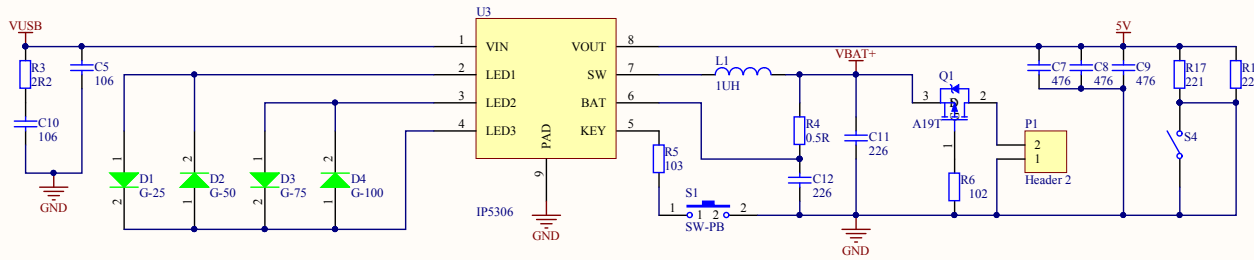 VUSB
U3
5V
1 VIN VOUT 8
2 LED1 SW 7
3 LED2 BAT 6
4 LED3 KEY 5
PAD
9
IP5306
GND
R3
2R2
C5
106
C10
106
GND
1
D1
G-25
2
2
D2
G-50
1
1
D3
G-75
2
2
D4
G-100
1
L1
1UH
VBAT+
R4
0.5R
C11
226
C12
226
R5
103
S1
1 1 2 2
SW-PB
GND
Q1
3 2
A19T
1
R6
102
P1
2
1
Header 2
C7
476
C8
476
C9
476
R17
221
R1
22
S4